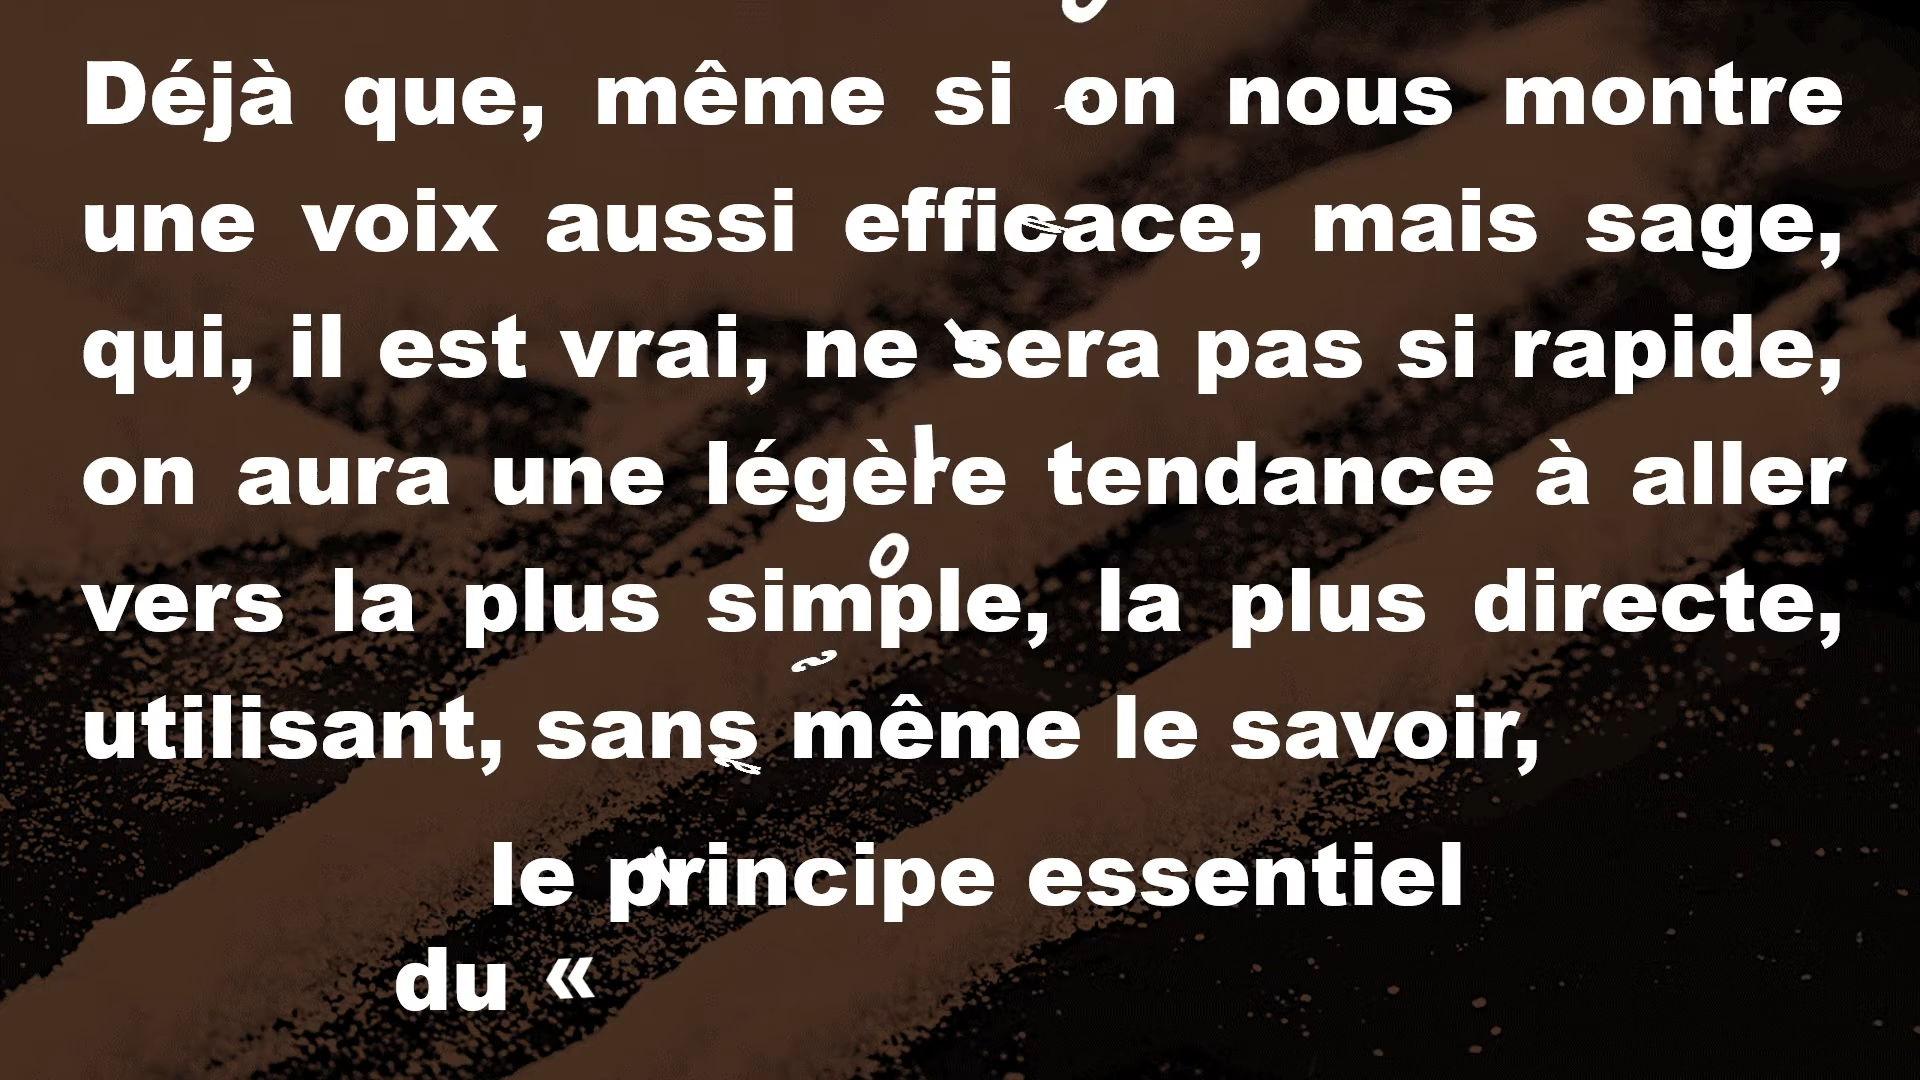 Déjà que, même si on nous montre
une voix aussi efficace, mais sage,
qui, il est vrai, ne sera pas si rapide,
on aura une légère tendance à aller
vers la plus simple, la plus directe,
utilisant, sans même le savoir,
le principe essentiel
du «